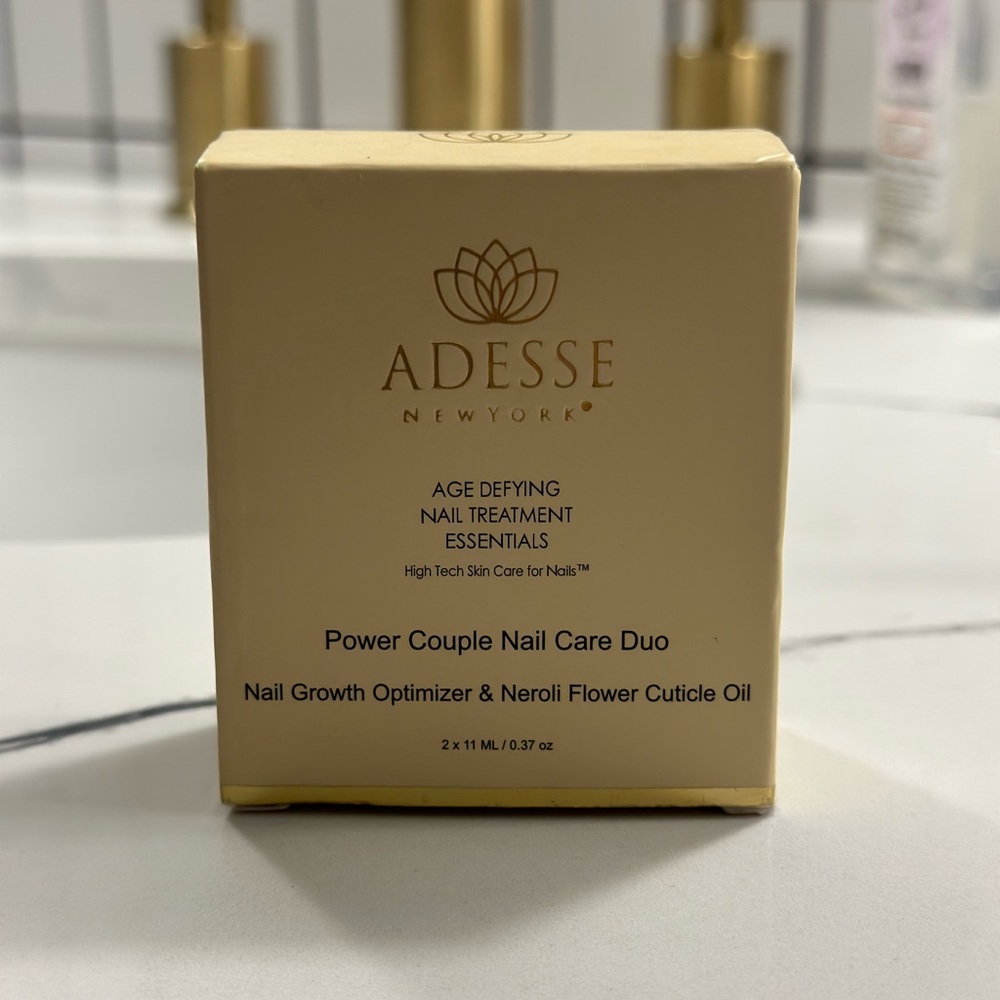 ADESSE
NEWYORK
AGE DEFYING
NAIL TREATMENT
ESSENTIALS
High Tech Skin Care for Nails™
Power Couple Nail Care Duo
Nail Growth Optimizer & Neroli Flower Cuticle Oil
2 x 11 ML / 0.37 oz